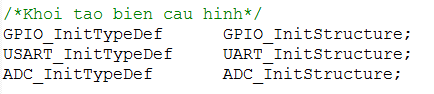 /*Khoi tao bien cau hinh*/
GPIO_InitTypeDef GPIO_InitStructure;
USART_InitTypeDef UART_InitStructure;
ADC_InitTypeDef ADC_InitStructure;